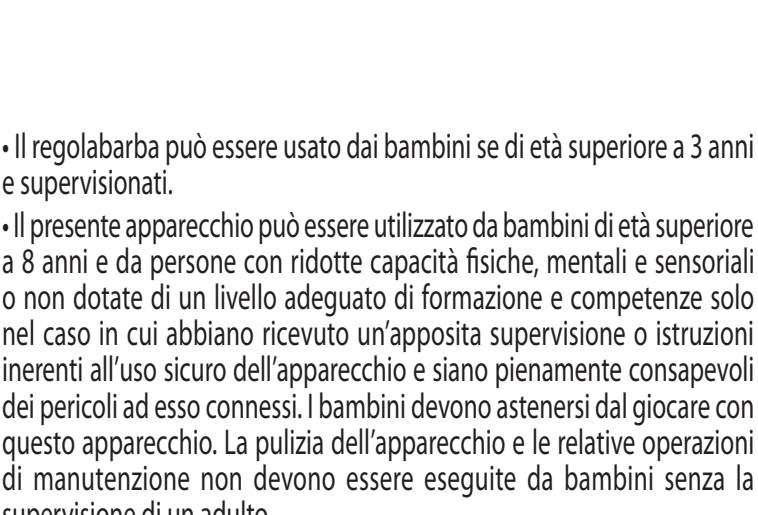 • Il regolabarba può essere usato dai bambini se di età superiore a 3 anni
e supervisionati.
• Il presente apparecchio può essere utilizzato da bambini di età superiore
a 8 anni e da persone con ridotte capacità fisiche, mentali e sensoriali
o non dotate di un livello adeguato di formazione e competenze solo
nel caso in cui abbiano ricevuto un’apposita supervisione o istruzioni
inerenti all’uso sicuro dell’apparecchio e siano pienamente consapevoli
dei pericoli ad esso connessi. I bambini devono astenersi dal giocare con
questo apparecchio. La pulizia dell’apparecchio e le relative operazioni
di manutenzione non devono essere eseguite da bambini senza la
supervisione di un adulto.